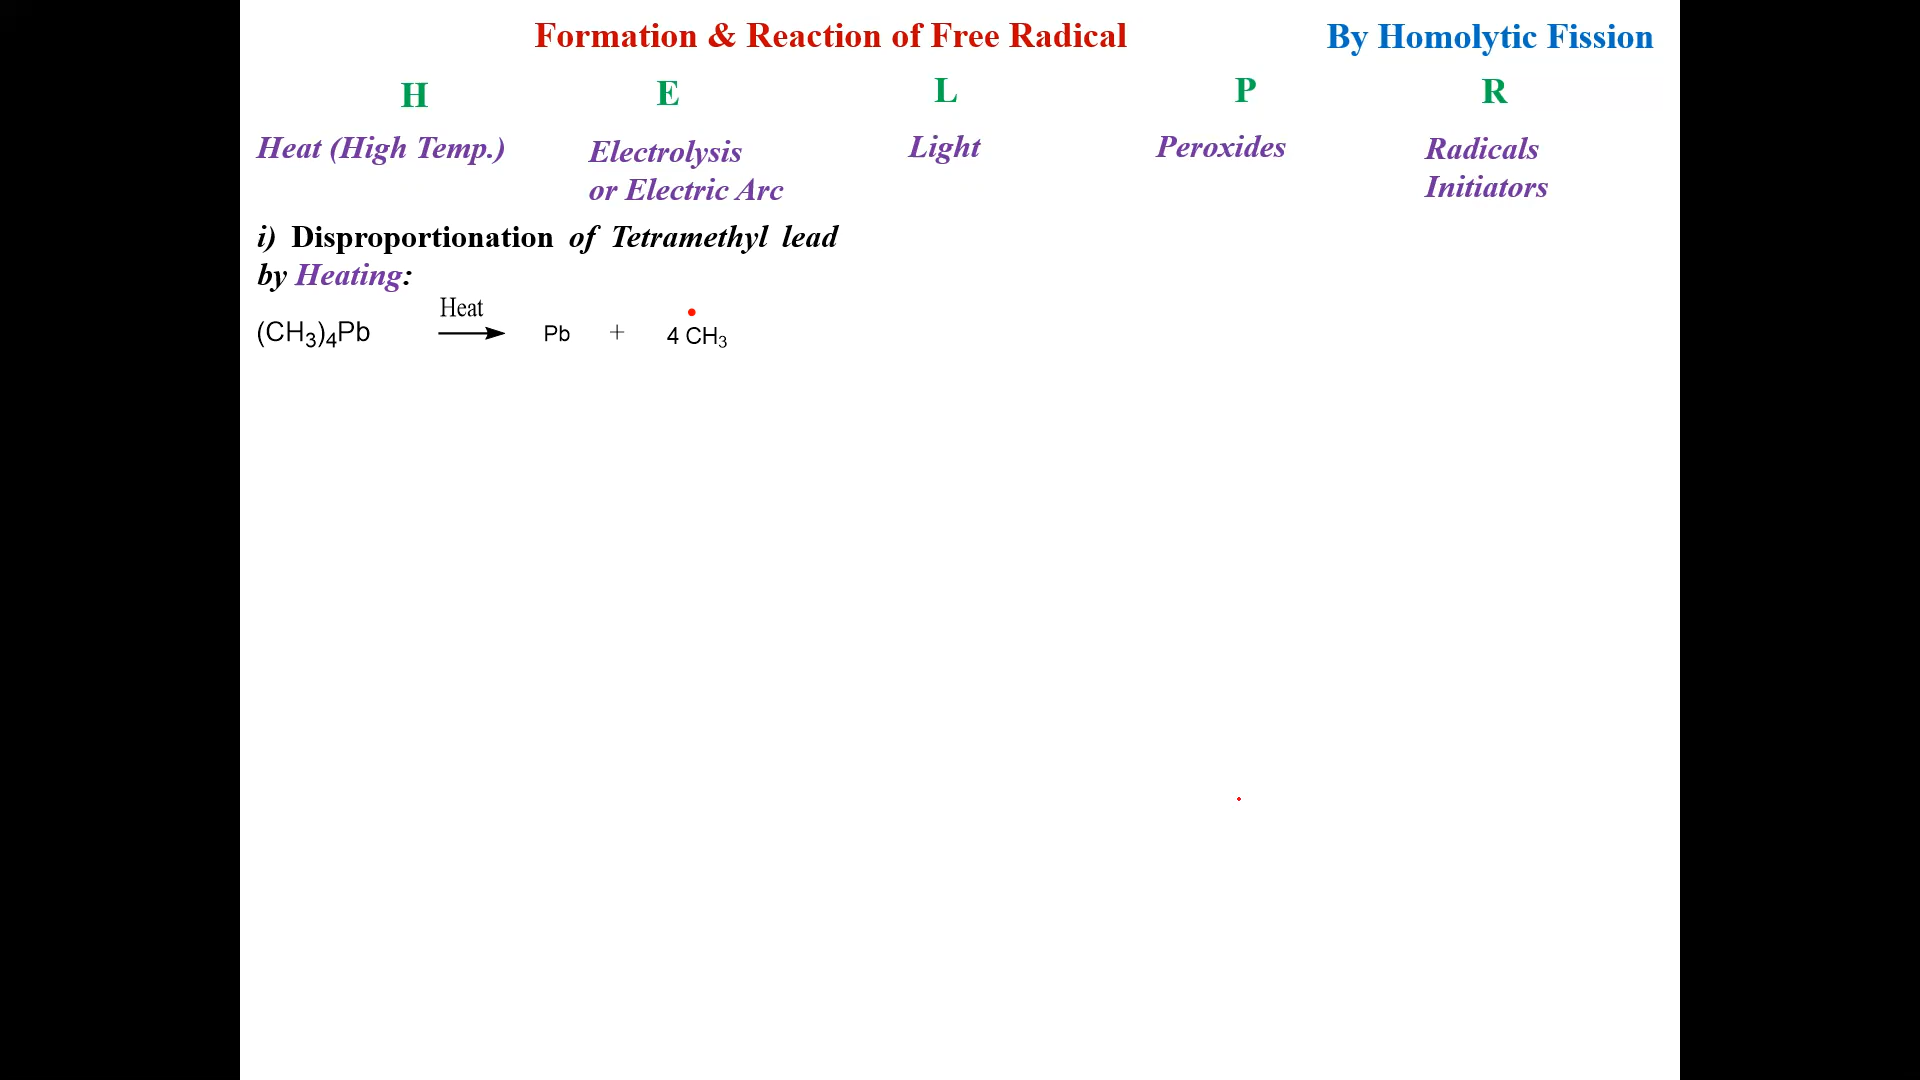 Formation & Reaction of Free Radical By Homolytic Fission
H E L P R
Heat (High Temp.) Electrolysis or Electric Arc Light Peroxides Radicals Initiators
i) Disproportionation of Tetramethyl lead
by Heating:
Heat
(CH₃)₄Pb ⟶ Pb + 4 ĊH₃